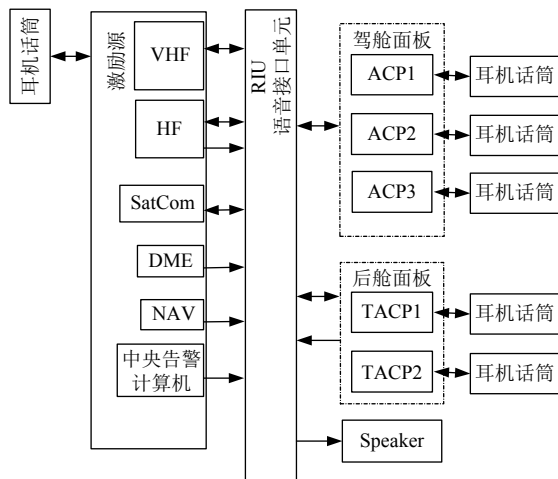 耳机话筒
激励源
VHF
HF
SatCom
DME
NAV
中央告警
计算机
RIU
语音接口单元
驾舱面板
ACP1
耳机话筒
ACP2
耳机话筒
ACP3
耳机话筒
后舱面板
TACP1
耳机话筒
TACP2
耳机话筒
Speaker